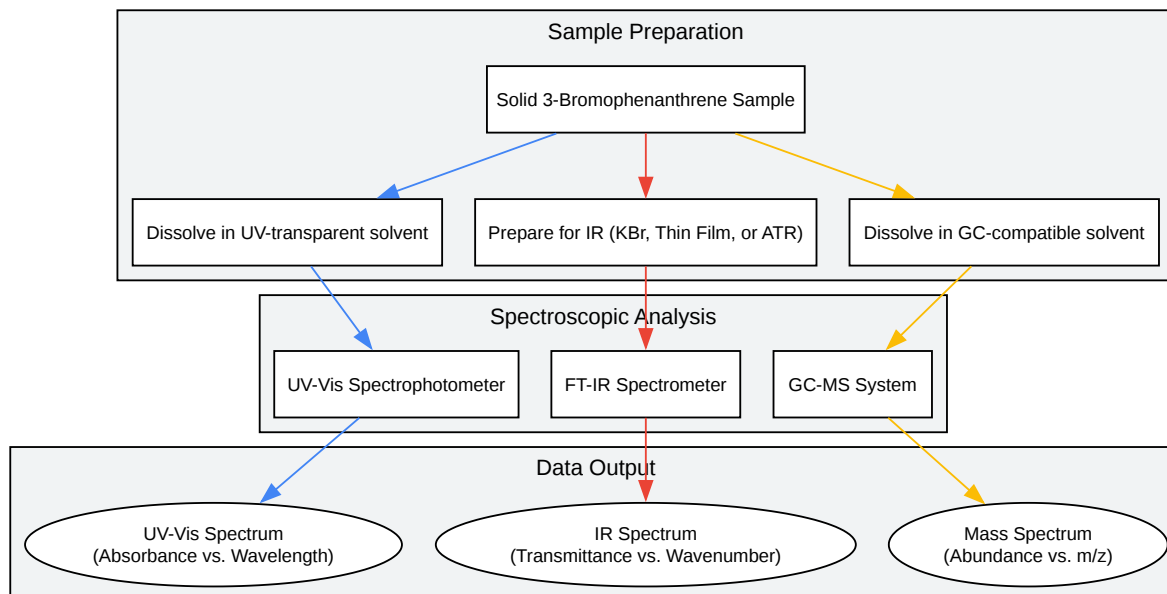 Sample Preparation
Solid 3-Bromophenanthrene Sample
Dissolve in UV-transparent solvent
Prepare for IR (KBr, Thin Film, or ATR)
Dissolve in GC-compatible solvent
Spectroscopic Analysis
UV-Vis Spectrophotometer
FT-IR Spectrometer
GC-MS System
Data Output
UV-Vis Spectrum
(Absorbance vs. Wavelength)
IR Spectrum
(Transmittance vs. Wavenumber)
Mass Spectrum
(Abundance vs. m/z)